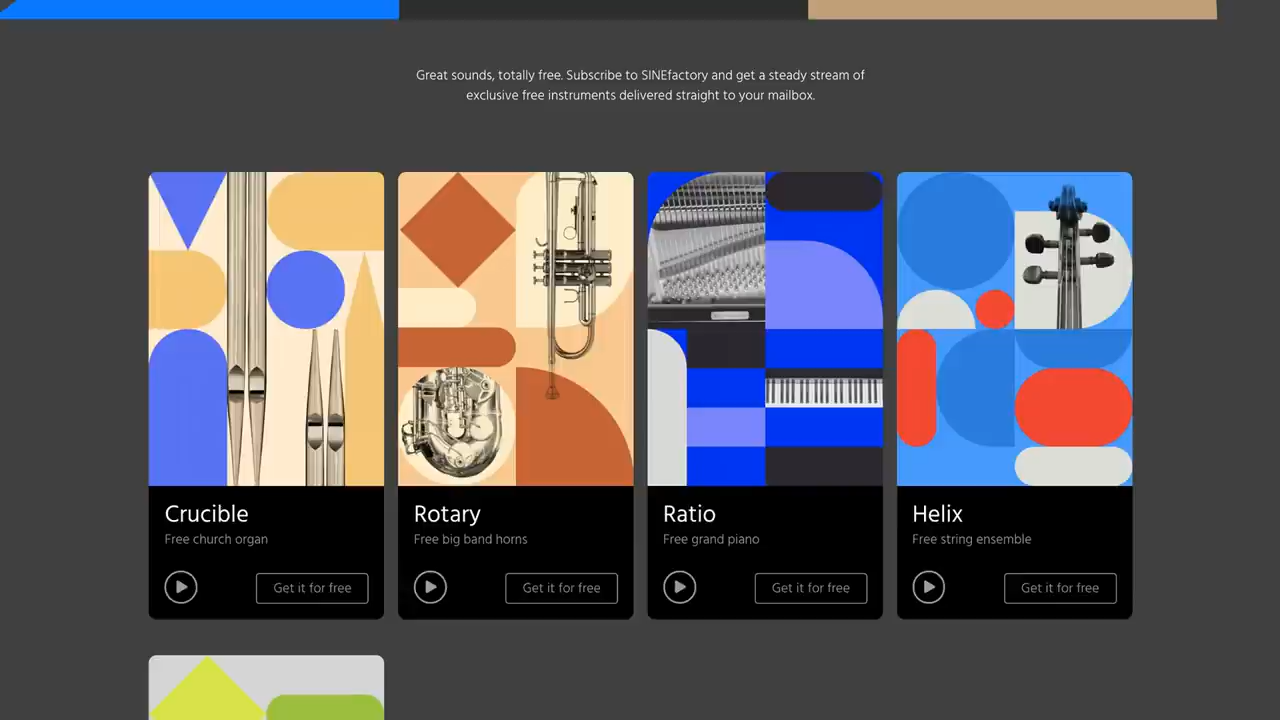 Great sounds, totally free. Subscribe to SINEfactory and get a steady stream of
exclusive free instruments delivered straight to your mailbox.
Crucible
Free church organ
Get it for free
Rotary
Free big band horns
Get it for free
Ratio
Free grand piano
Get it for free
Helix
Free string ensemble
Get it for free